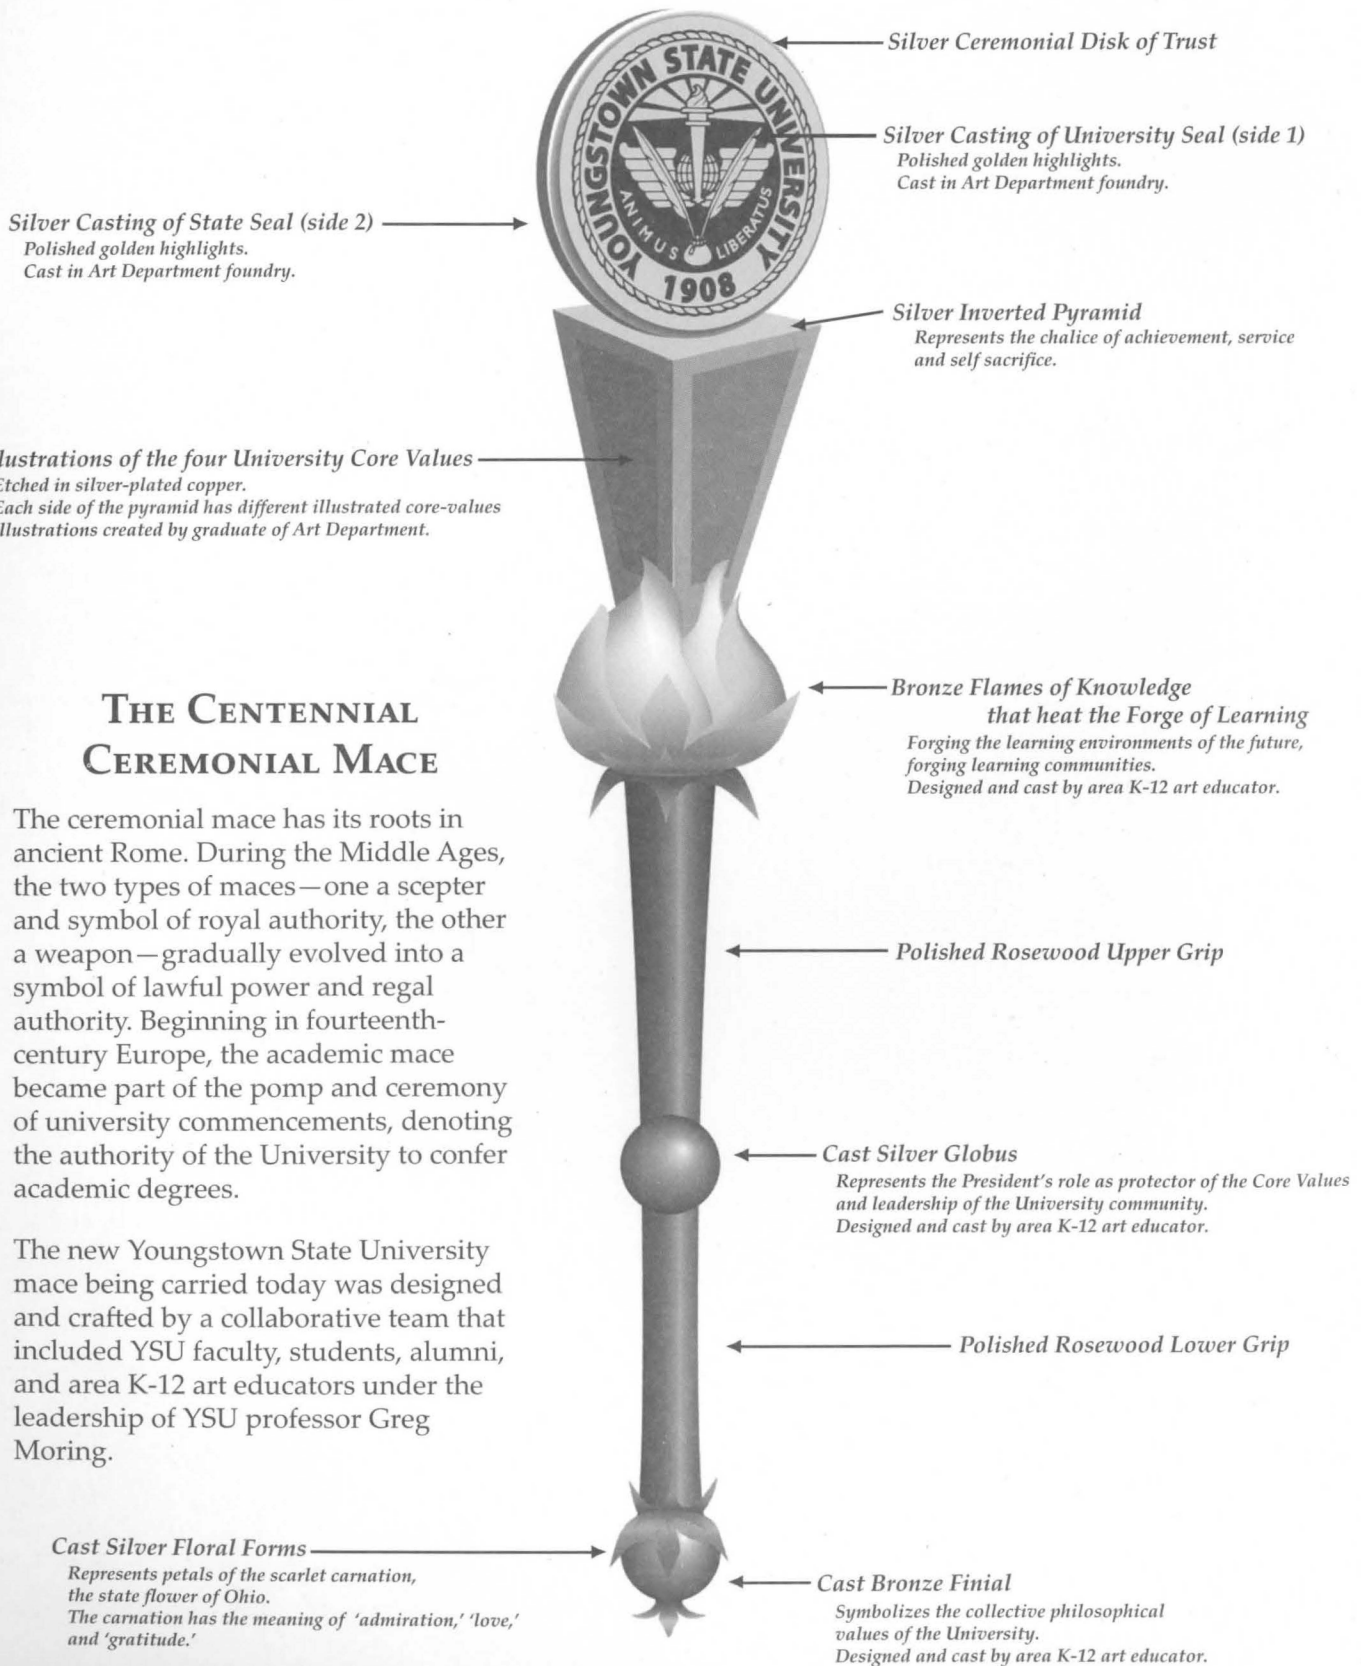 Silver Ceremonial Disk of Trust
YOUNGSTOWN STATE UNIVERSITY
ANIMUS LIBERATUS
1908
Silver Casting of University Seal (side 1)
Polished golden highlights.
Cast in Art Department foundry.
Silver Casting of State Seal (side 2)
Polished golden highlights.
Cast in Art Department foundry.
Silver Inverted Pyramid
Represents the chalice of achievement, service
and self sacrifice.
lustrations of the four University Core Values
Etched in silver-plated copper.
Each side of the pyramid has different illustrated core-values
llustrations created by graduate of Art Department.
THE CENTENNIAL
CEREMONIAL MACE
The ceremonial mace has its roots in
ancient Rome. During the Middle Ages,
the two types of maces—one a scepter
and symbol of royal authority, the other
a weapon—gradually evolved into a
symbol of lawful power and regal
authority. Beginning in fourteenth-
century Europe, the academic mace
became part of the pomp and ceremony
of university commencements, denoting
the authority of the University to confer
academic degrees.
The new Youngstown State University
mace being carried today was designed
and crafted by a collaborative team that
included YSU faculty, students, alumni,
and area K-12 art educators under the
leadership of YSU professor Greg
Moring.
Bronze Flames of Knowledge
that heat the Forge of Learning
Forging the learning environments of the future,
forging learning communities.
Designed and cast by area K-12 art educator.
Polished Rosewood Upper Grip
Cast Silver Globus
Represents the President's role as protector of the Core Values
and leadership of the University community.
Designed and cast by area K-12 art educator.
Polished Rosewood Lower Grip
Cast Silver Floral Forms
Represents petals of the scarlet carnation,
the state flower of Ohio.
The carnation has the meaning of 'admiration,' 'love,'
and 'gratitude.'
Cast Bronze Finial
Symbolizes the collective philosophical
values of the University.
Designed and cast by area K-12 art educator.